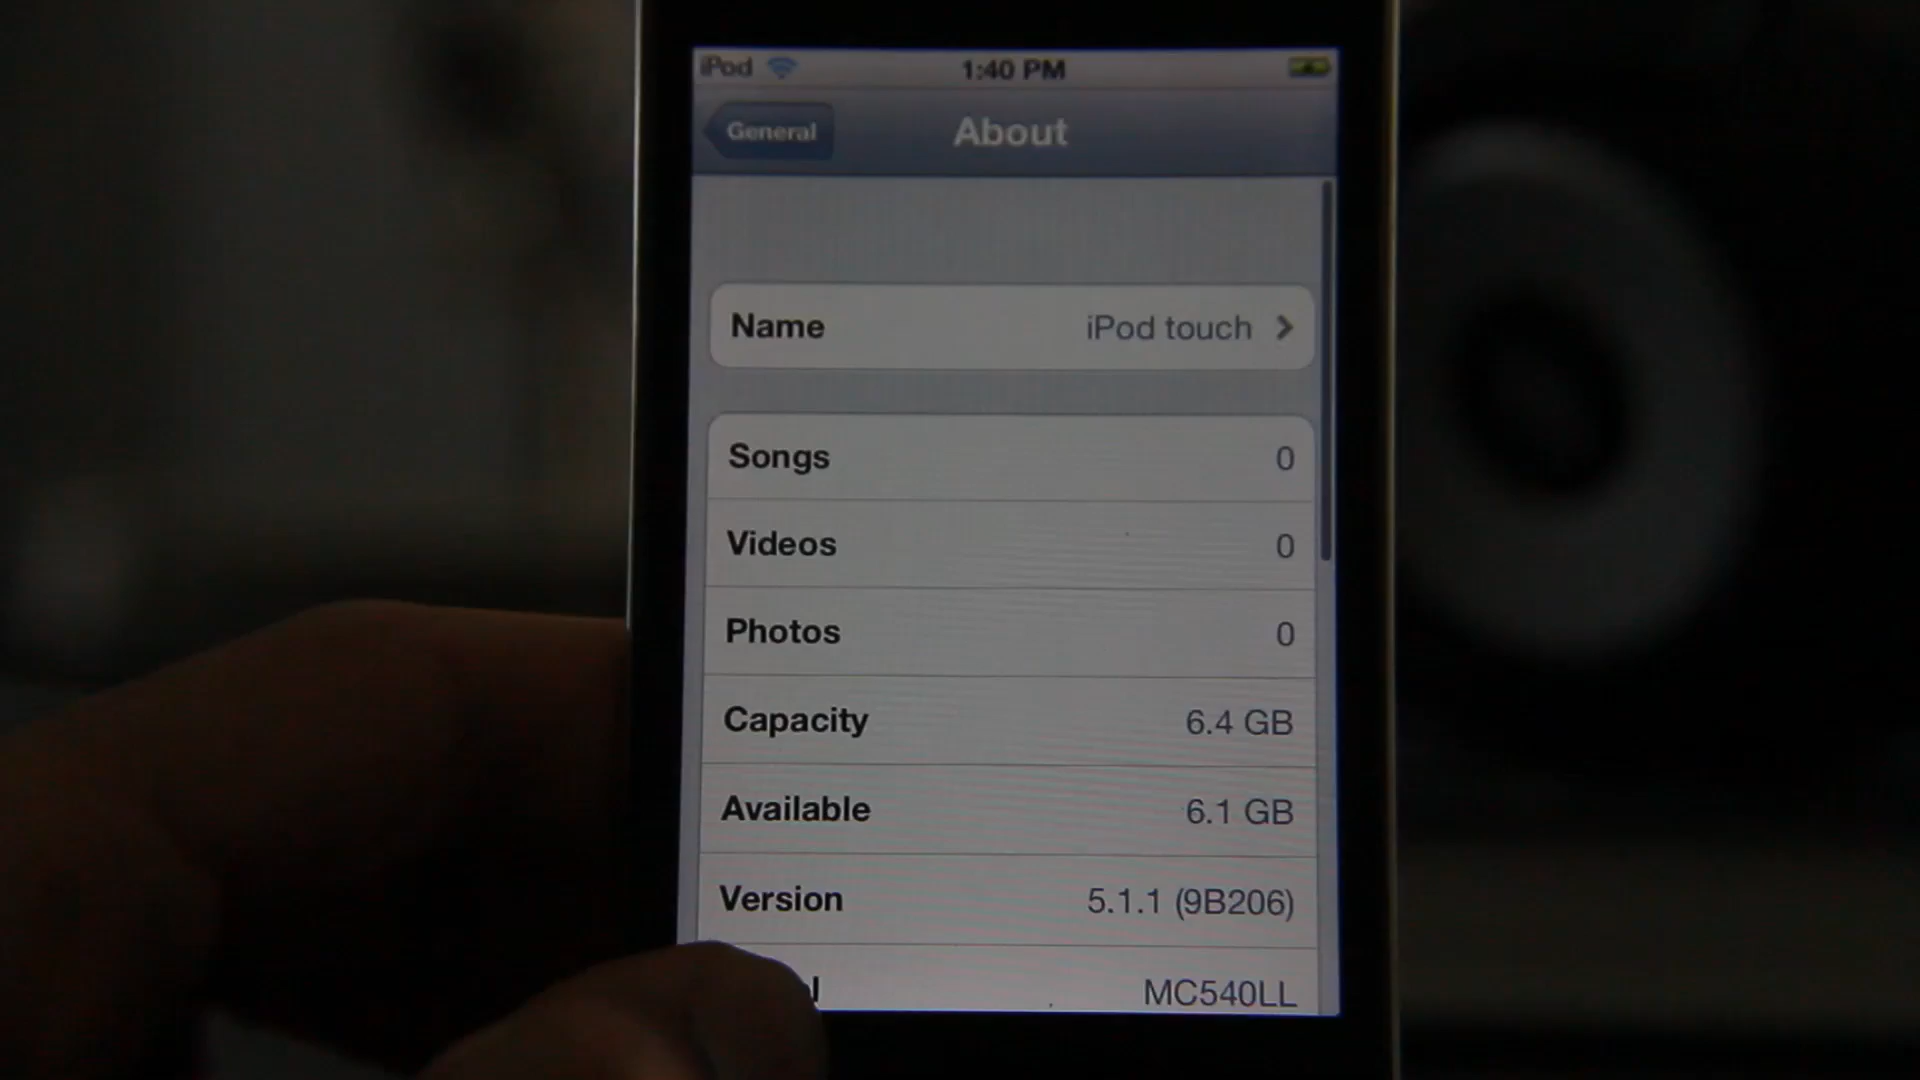 iPod 1:40 PM
General About
Name iPod touch
Songs 0
Videos 0
Photos 0
Capacity 6.4 GB
Available 6.1 GB
Version 5.1.1 (9B206)
l MC540LL